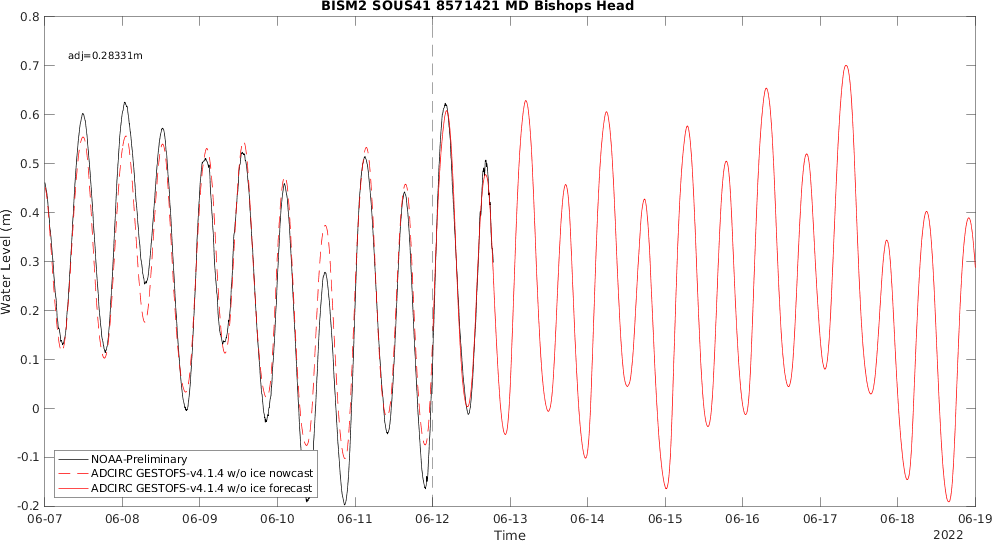 BISM2 SOUS41 8571421 MD Bishops Head
adj=0.28331m
0.8
0.7
0.6
0.5
0.4
0.3
0.2
0.1
0
-0.1
-0.2
Water Level (m)
NOAA-Preliminary
ADCIRC GESTOFS-v4.1.4 w/o ice nowcast
ADCIRC GESTOFS-v4.1.4 w/o ice forecast
06-07 06-08 06-09 06-10 06-11 06-12 06-13 06-14 06-15 06-16 06-17 06-18 06-19
Time
2022